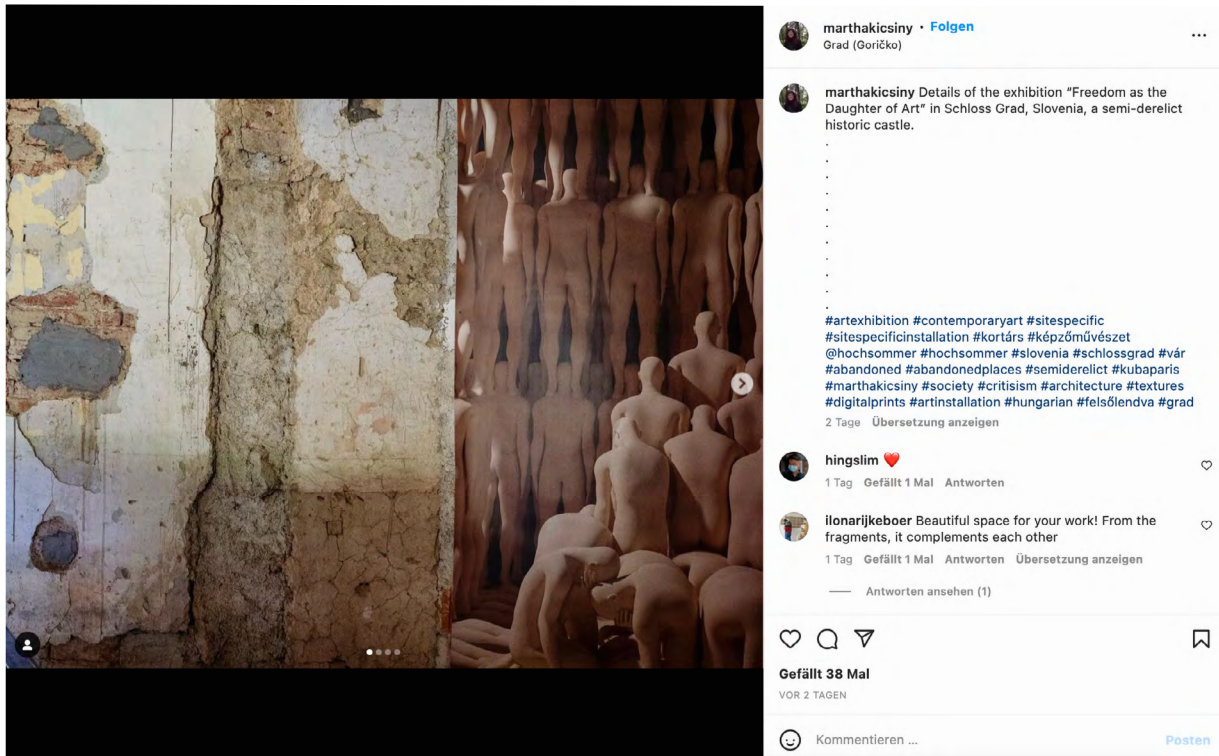 marthakicsiny • Folgen
Grad (Goričko)
marthakicsiny Details of the exhibition “Freedom as the
Daughter of Art” in Schloss Grad, Slovenia, a semi-derelict
historic castle.
.
.
.
.
.
.
.
.
.
.
.
#artexhibition #contemporaryart #sitespecific
#sitespecificinstallation #kortárs #képzőművészet
@hochsommer #hochsommer #slovenia #schlossgrad #vár
#abandoned #abandonedplaces #semiderelict #kubaparis
#marthakicsiny #society #critisism #architecture #textures
#digitalprints #artinstallation #hungarian #felsőlendva #grad
2 Tage Übersetzung anzeigen
hingslim ❤️
1 Tag Gefällt 1 Mal Antworten
ilonarijkeboer Beautiful space for your work! From the
fragments, it complements each other
1 Tag Gefällt 1 Mal Antworten Übersetzung anzeigen
Antworten ansehen (1)
Gefällt 38 Mal
VOR 2 TAGEN
Kommentieren ...
Posten